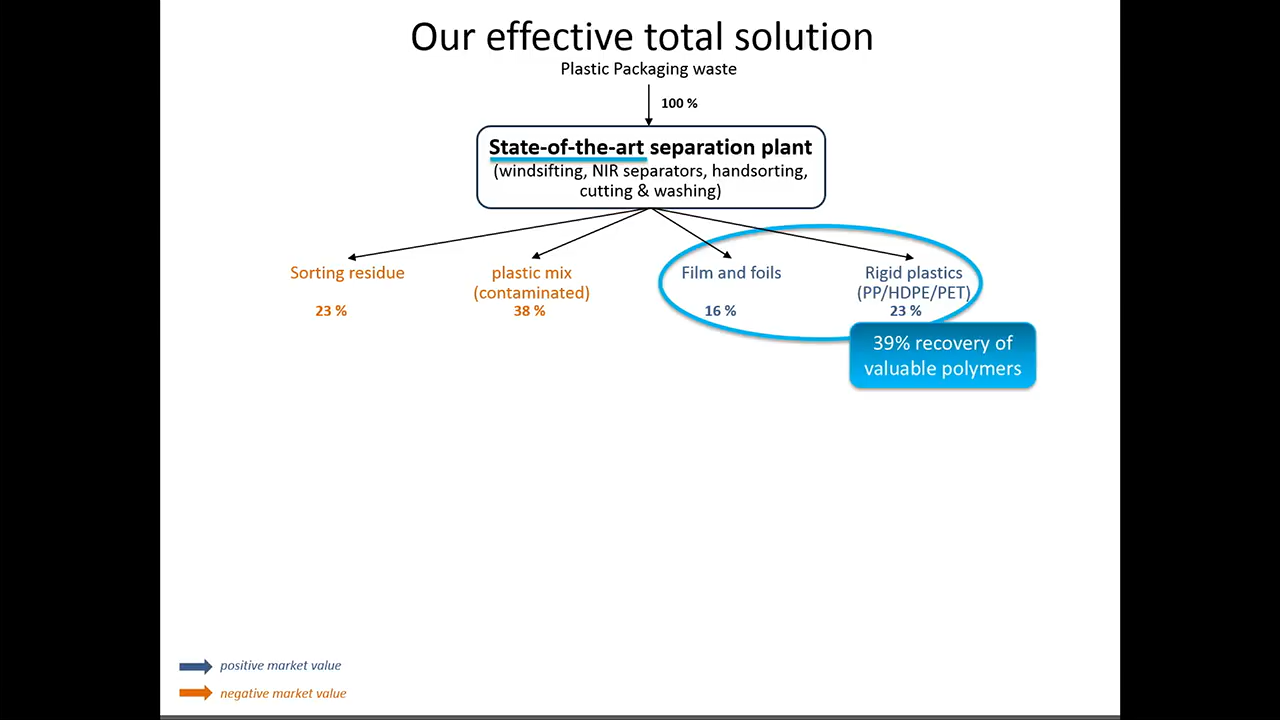 Our effective total solution
Plastic Packaging waste
100 %
State-of-the-art separation plant
(windsifting, NIR separators, handsorting,
cutting & washing)
Sorting residue
23 %
plastic mix
(contaminated)
38 %
Film and foils
16 %
Rigid plastics
(PP/HDPE/PET)
23 %
39% recovery of
valuable polymers
positive market value
negative market value